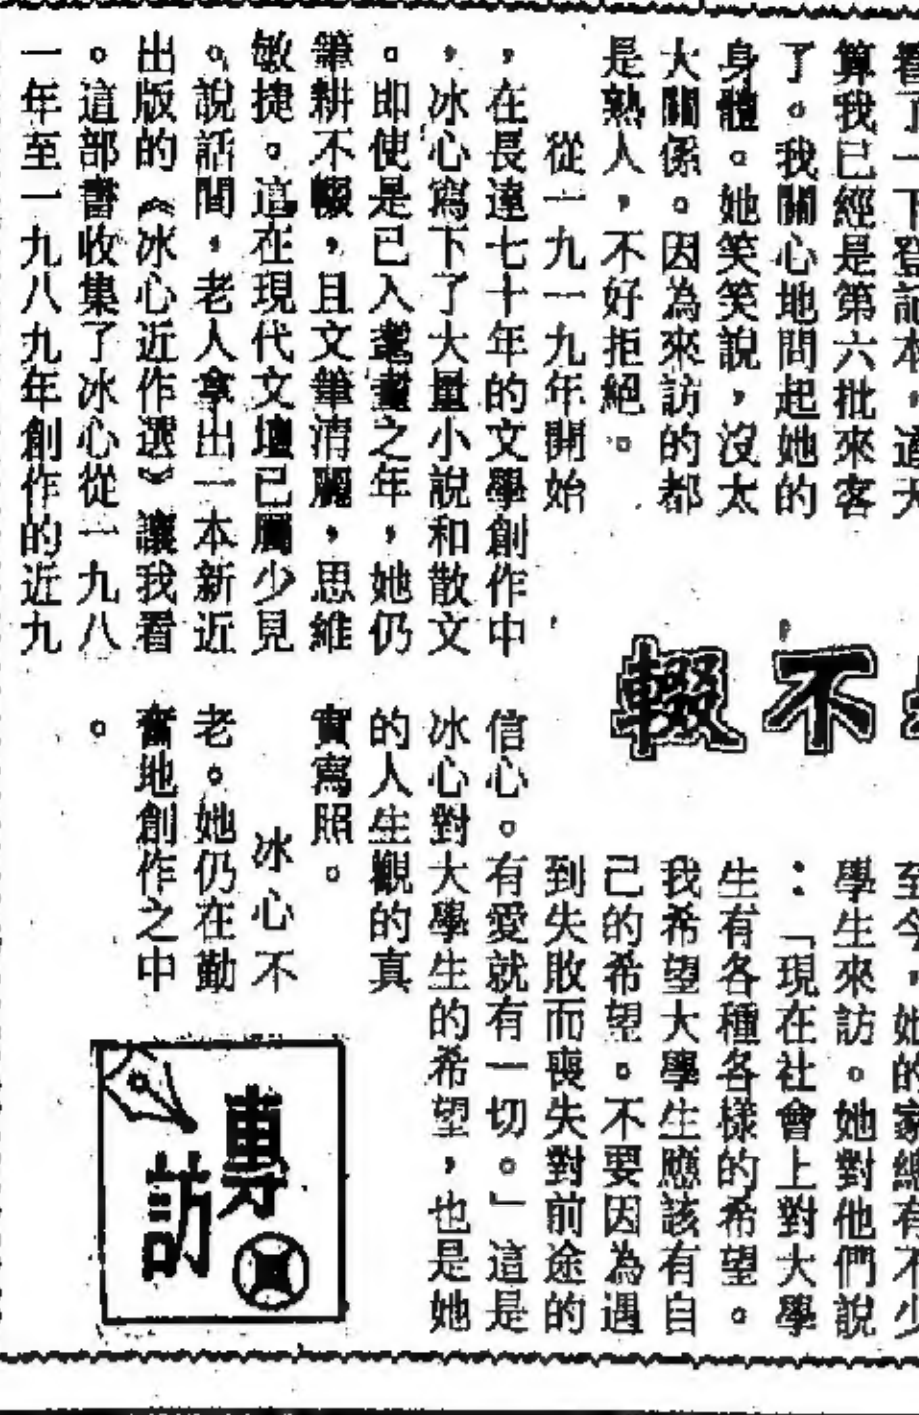 看了一下登記本，這天
算我已經是第六批來客
了。我關心地問起她的
身體。她笑笑說，沒太
大關係。因為來訪的都
是熟人，不好拒絕。
從一九一九年開始
，在長達七十年的文學創作中
，冰心寫下了大量小說和散文
。即使是已入耄耋之年，她仍
筆耕不輟，且文筆清麗，思維
敏捷。這在現代文壇已屬少見
。說話間，老人拿出一本新近
出版的《冰心近作選》讓我看
。這部書收集了冰心從一九八
一年至一九八九年創作的近九
不輟
至今，她的家總有不少
學生來訪。她對他們說
：「現在社會上對大學
生有各種各樣的希望。
我希望大學生應該有自
己的希望。不要因為遇
到失敗而喪失對前途的
信心。有愛就有一切。」這是
冰心對大學生的希望，也是她
的人生觀的真
實寫照。
冰心不
老。她仍在勤
奮地創作之中
。
專訪